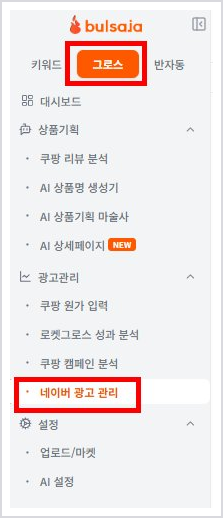 bulsaja
키워드 그로스 반자동
대시보드
상품기획
쿠팡 리뷰 분석
AI 상품명 생성기
AI 상품기획 마술사
AI 상세페이지 NEW
광고관리
쿠팡 원가 입력
로켓그로스 성과 분석
쿠팡 캠페인 분석
네이버 광고 관리
설정
업로드/마켓
AI 설정